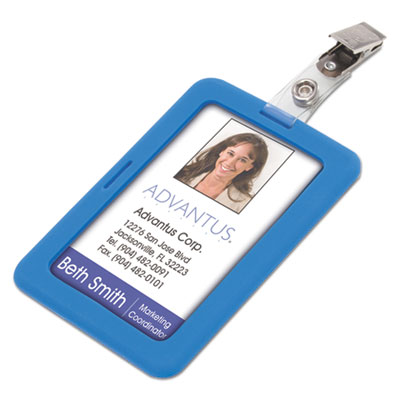 ADVANTUS.
Advantus Corp.
12276 San Jose Blvd
Jacksonville, FL 32223
Tel. (904) 482-0091
Fax. (904) 482-0101
Beth Smith
Marketing
Coordinator